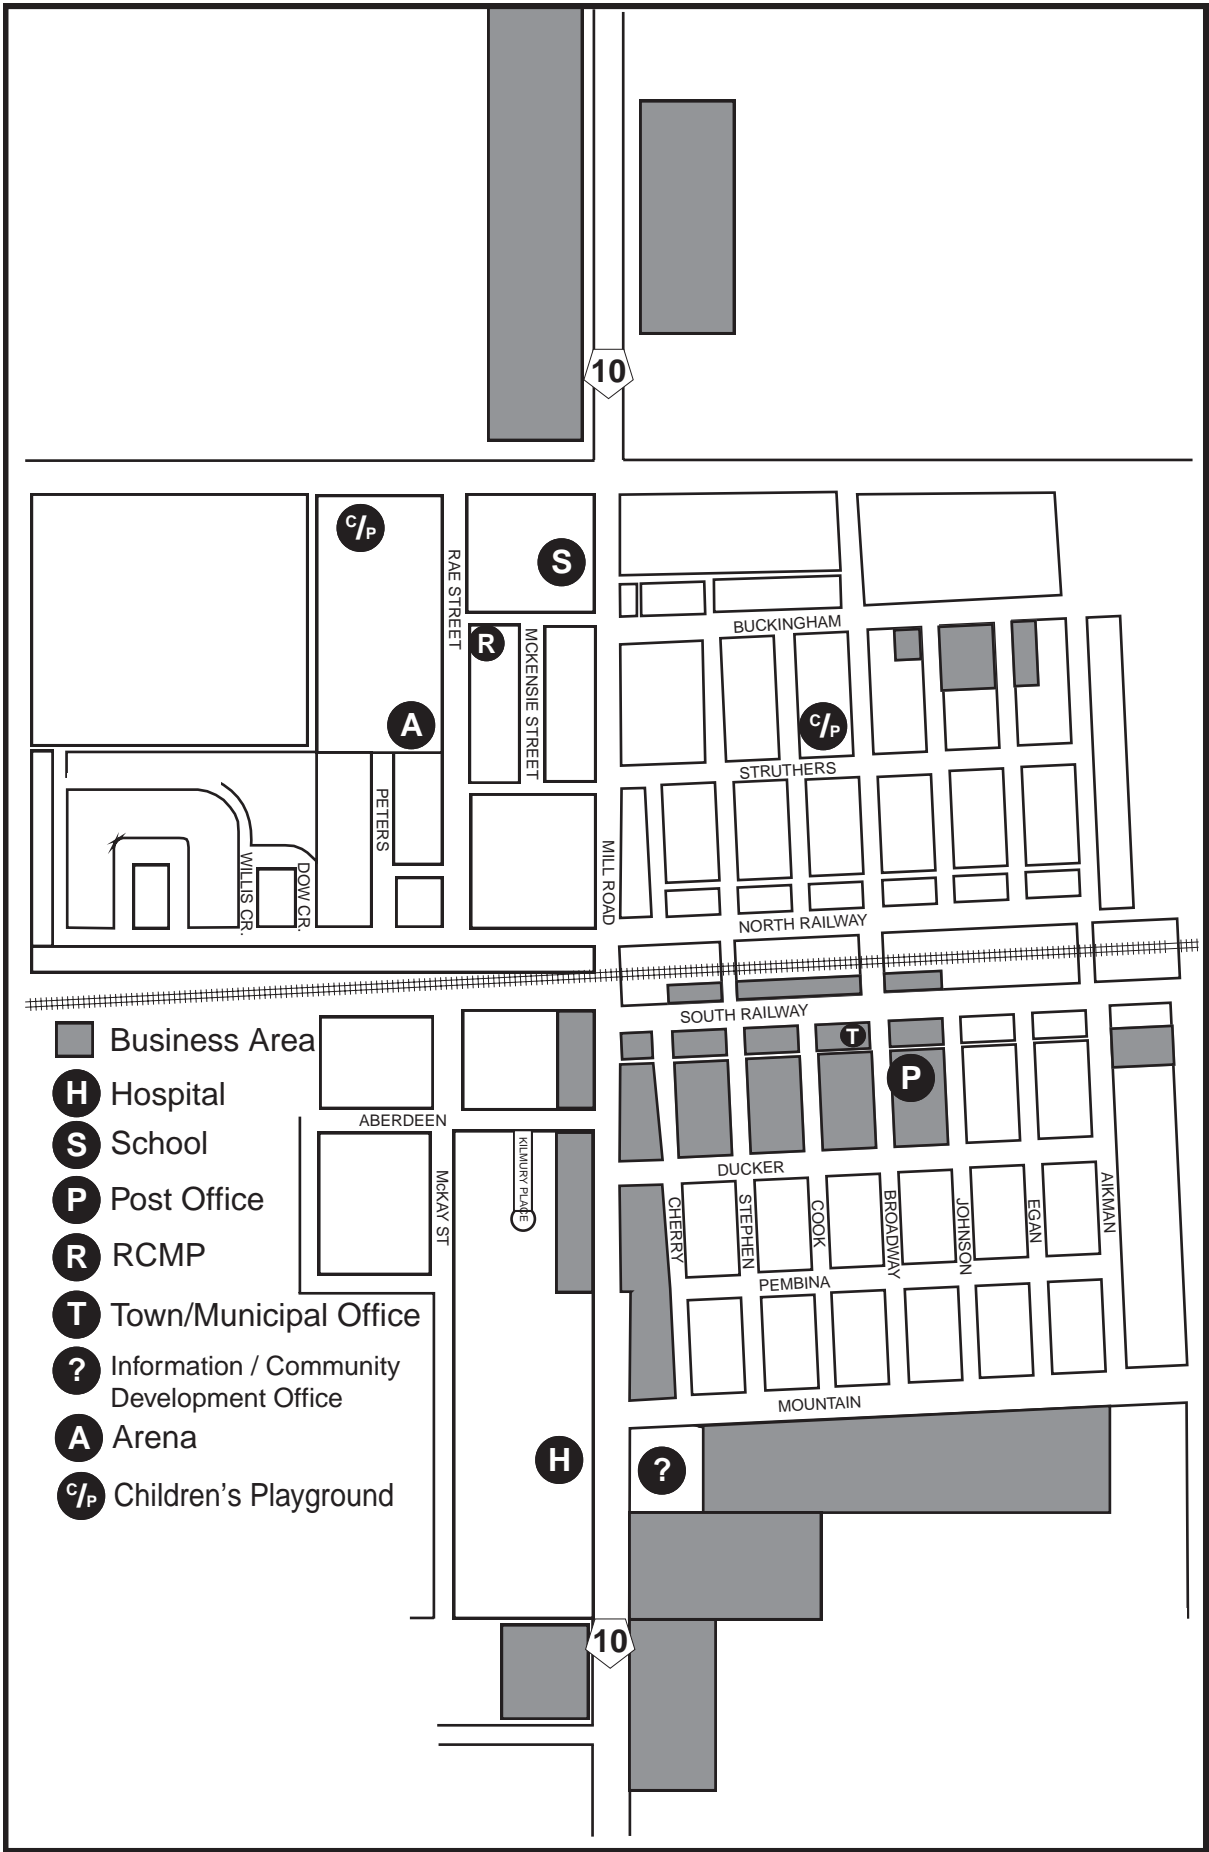 10
C/P
S
RAE STREET
R
MCKENSIE STREET
A
BUCKINGHAM
C/P
STRUTHERS
PETERS
WILLIS CR.
DOW CR.
MILL ROAD
NORTH RAILWAY
SOUTH RAILWAY
T
P
Business Area
H Hospital
S School
P Post Office
R RCMP
T Town/Municipal Office
? Information / Community
Development Office
A Arena
C/P Children's Playground
ABERDEEN
McKAY ST
KILMURY PLACE
DUCKER
CHERRY
STEPHEN
COOK
BROADWAY
JOHNSON
EGAN
AIKMAN
PEMBINA
MOUNTAIN
H
?
10